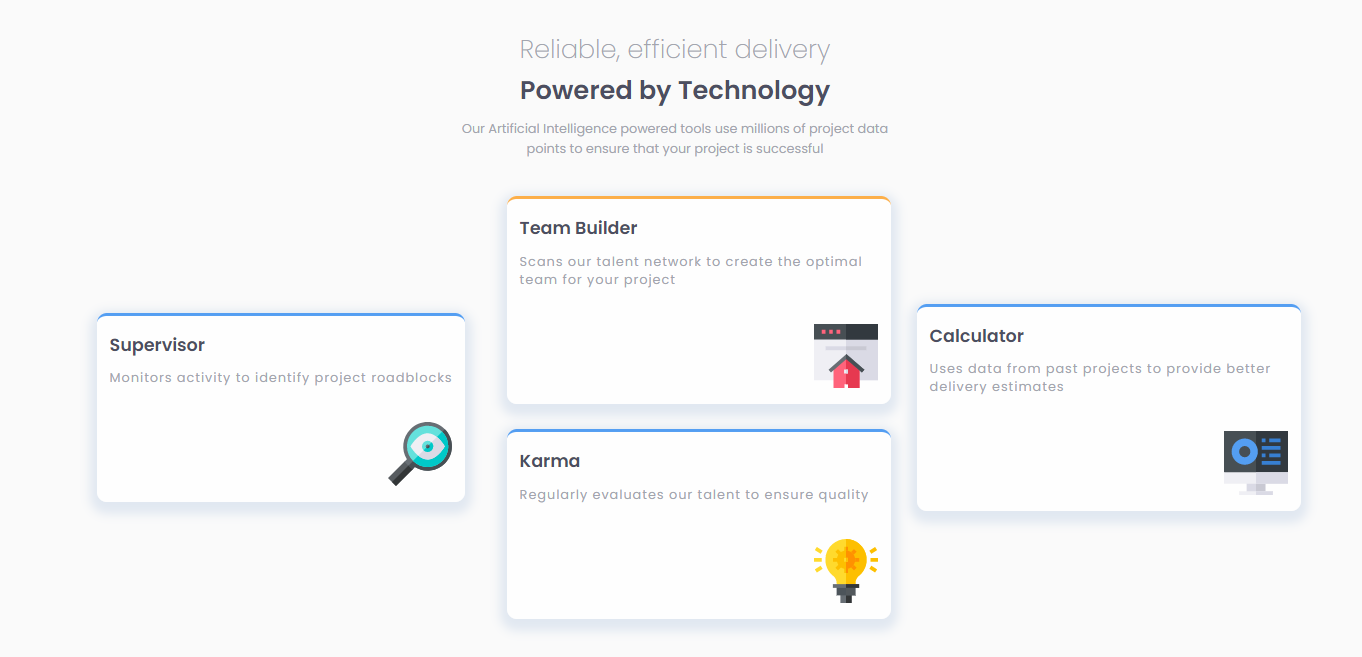 Reliable, efficient delivery
Powered by Technology
Our Artificial Intelligence powered tools use millions of project data
points to ensure that your project is successful
Supervisor
Monitors activity to identify project roadblocks
Team Builder
Scans our talent network to create the optimal
team for your project
Karma
Regularly evaluates our talent to ensure quality
Calculator
Uses data from past projects to provide better
delivery estimates